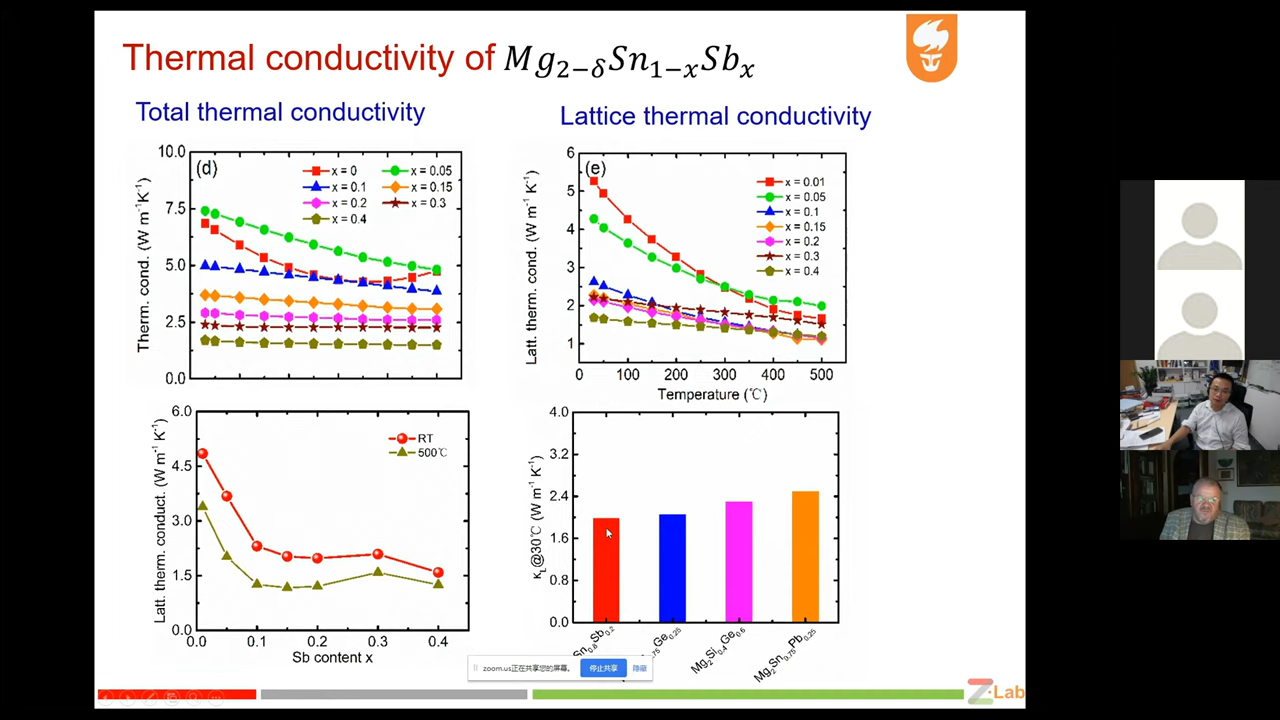 Thermal conductivity of Mg₂₋δSn₁₋ₓSbₓ
Total thermal conductivity
Lattice thermal conductivity
(d)
x = 0
x = 0.05
x = 0.1
x = 0.15
x = 0.2
x = 0.3
x = 0.4
Therm. cond. (W m⁻¹ K⁻¹)
10.0
7.5
5.0
2.5
0.0
(e)
x = 0.01
x = 0.05
x = 0.1
x = 0.15
x = 0.2
x = 0.3
x = 0.4
Latt. therm. cond. (W m⁻¹ K⁻¹)
6
5
4
3
2
1
0 100 200 300 400 500
Temperature (℃)
RT
500℃
Latt. therm. conduct. (W m⁻¹ K⁻¹)
6.0
4.5
3.0
1.5
0.0
0.0 0.1 0.2 0.3 0.4
Sb content x
κL@30℃ (W m⁻¹ K⁻¹)
4.0
3.2
2.4
1.6
0.8
0.0
Sn₀.₈Sb₀.₂
.₇₅Ge₀.₂₅
Mg₂Si₀.₄Ge₀.₆
Mg₂Sn₀.₇₅Pb₀.₂₅
zoom.us正在共享您的屏幕。 停止共享 隐藏
Z·Lab